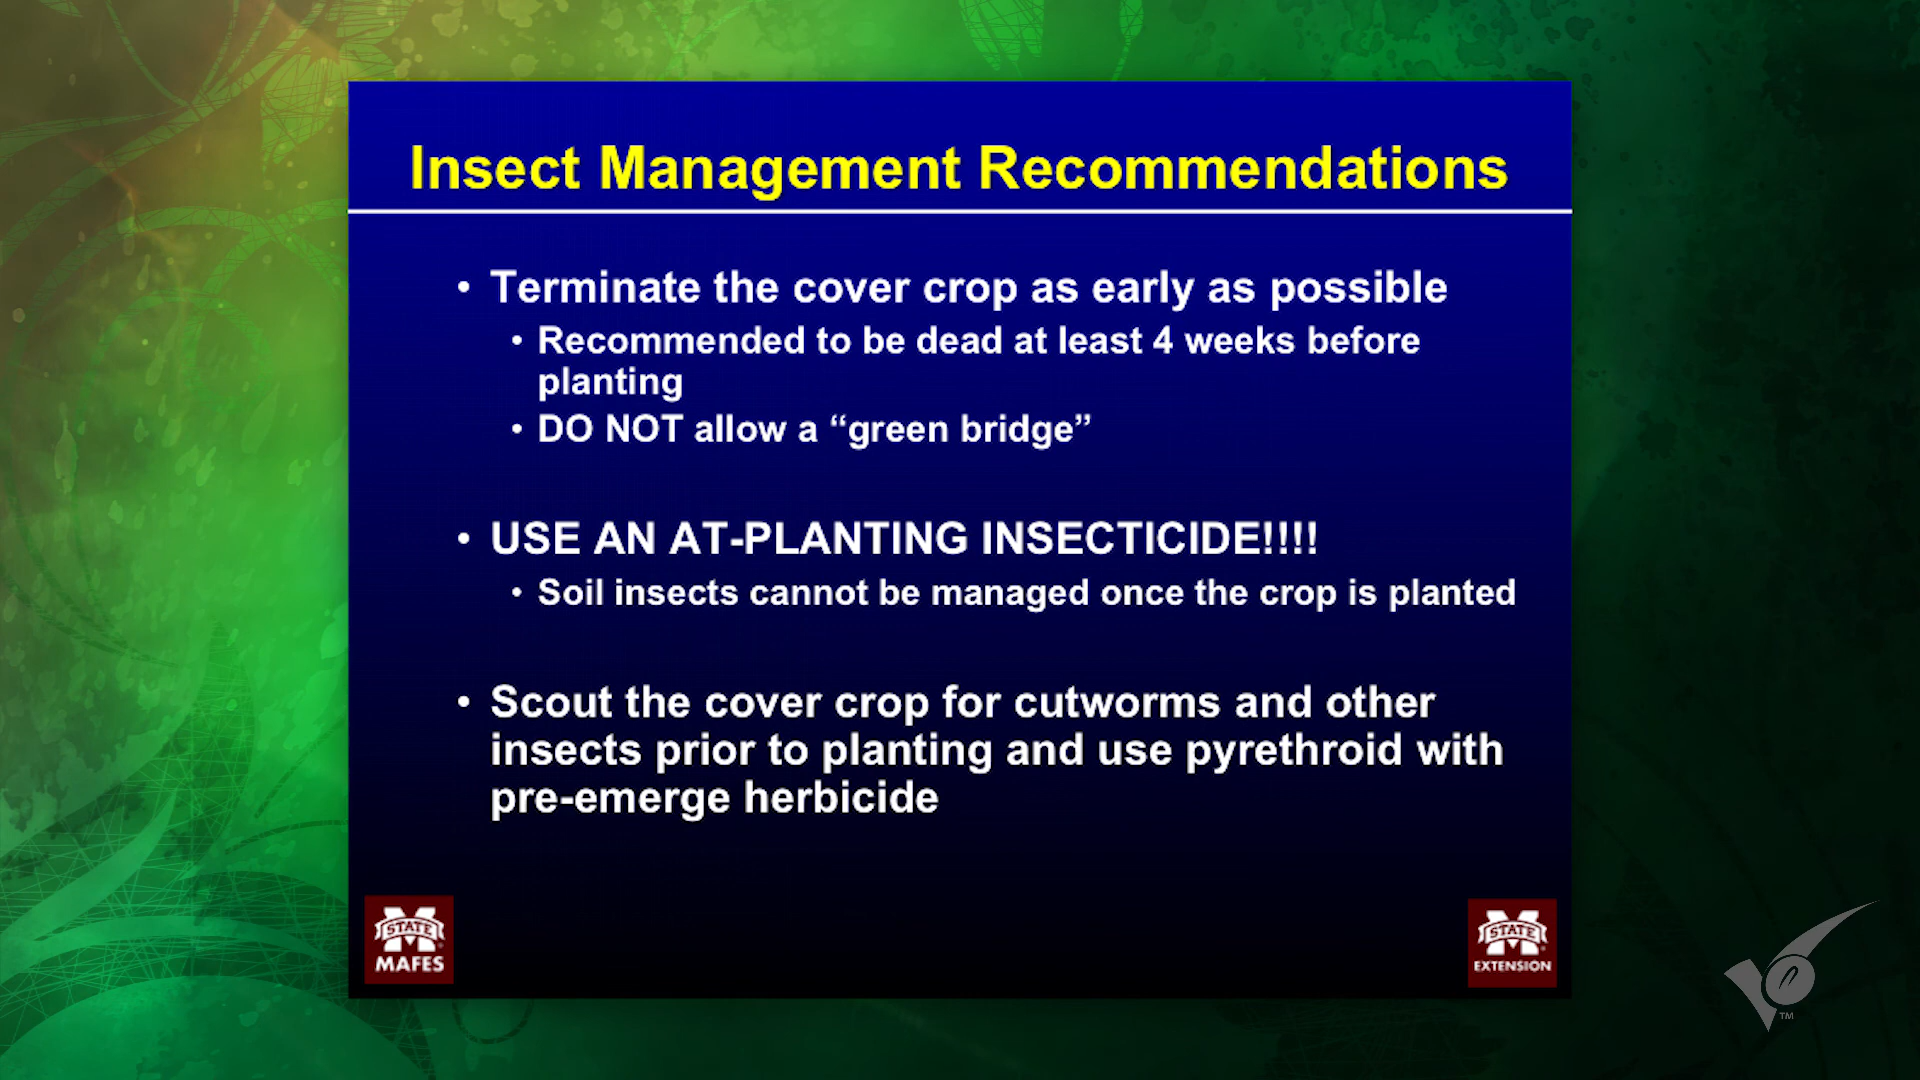 Insect Management Recommendations
• Terminate the cover crop as early as possible
• Recommended to be dead at least 4 weeks before
planting
• DO NOT allow a “green bridge”
• USE AN AT-PLANTING INSECTICIDE!!!!
• Soil insects cannot be managed once the crop is planted
• Scout the cover crop for cutworms and other
insects prior to planting and use pyrethroid with
pre-emerge herbicide
STATE
MAFES
STATE
EXTENSION
TM